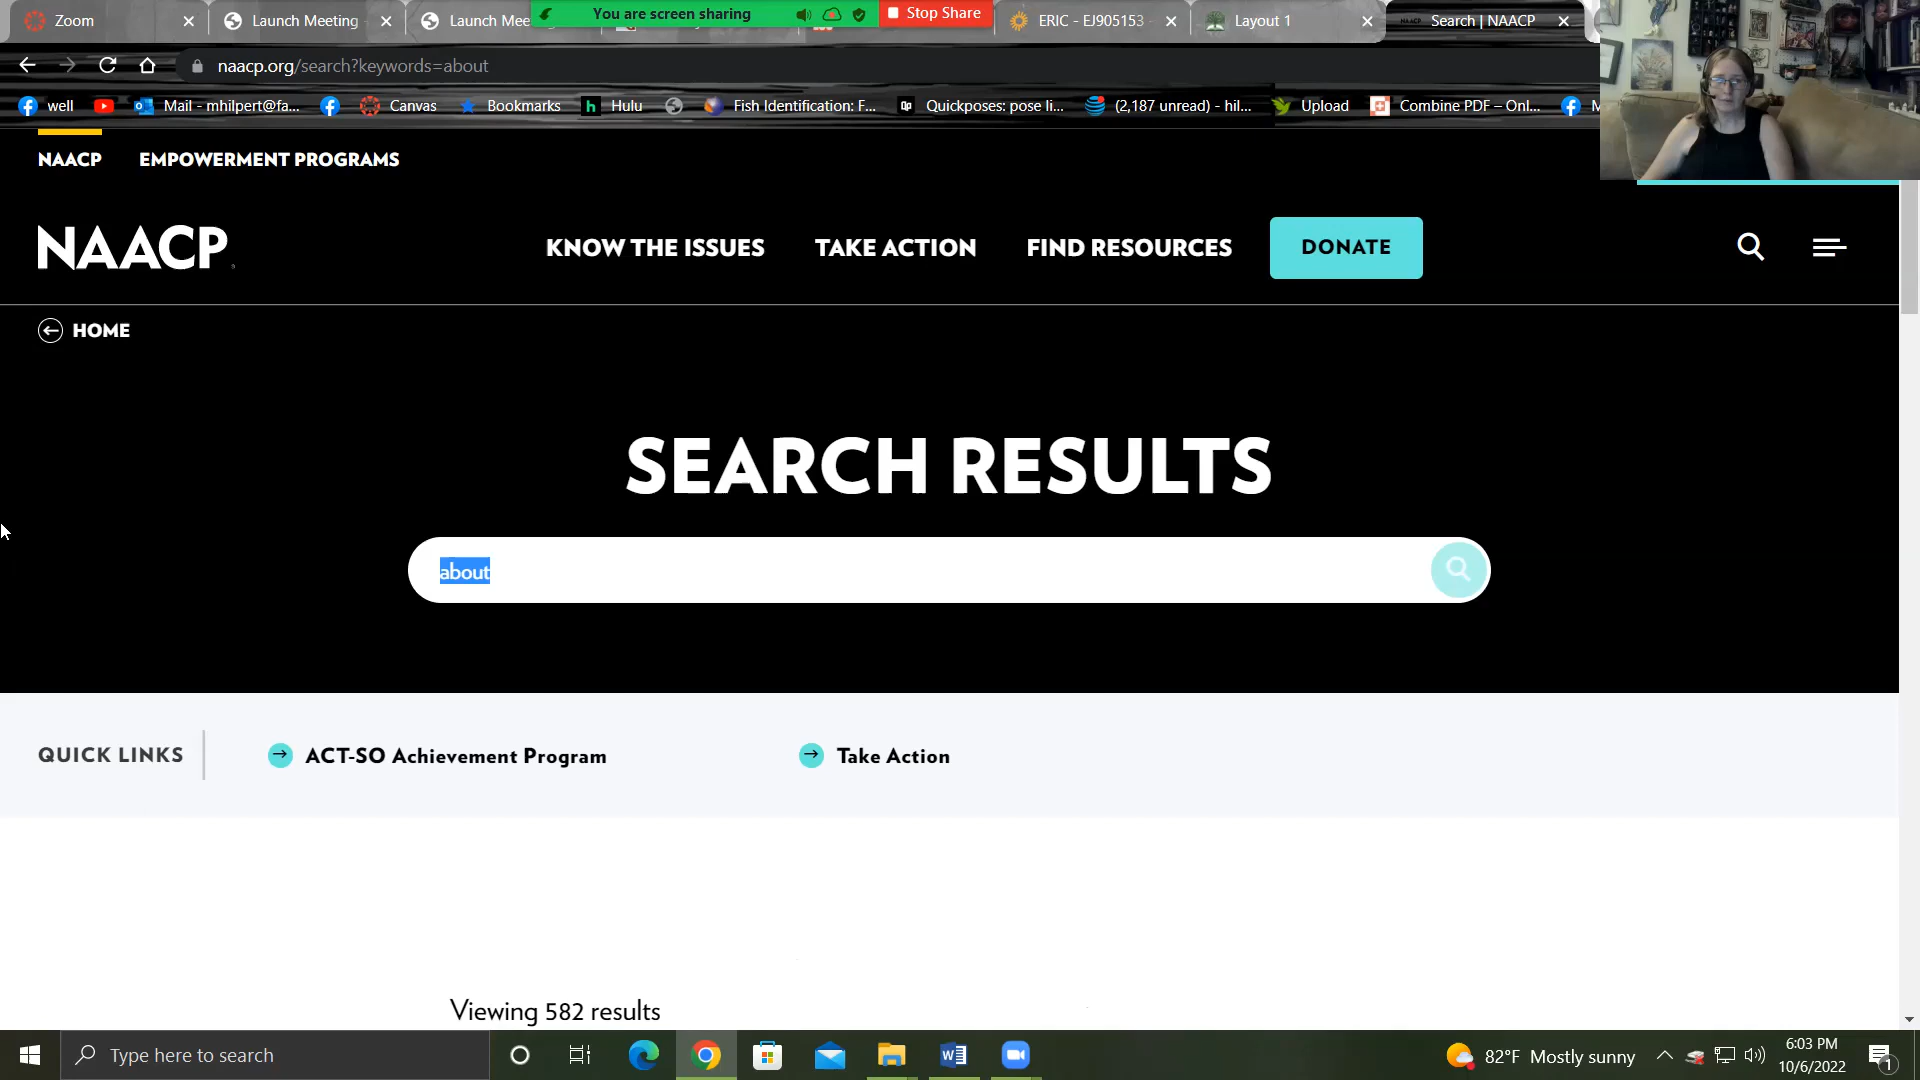 Zoom
Launch Meeting
Launch Mee
You are screen sharing
Stop Share
ERIC - EJ905153
Layout 1
Search | NAACP
naacp.org/search?keywords=about
well
Mail - mhilpert@fa...
Canvas
Bookmarks
Hulu
Fish Identification: F...
Quickposes: pose li...
(2,187 unread) - hil...
Upload
Combine PDF – Onl...
NAACP
EMPOWERMENT PROGRAMS
NAACP
KNOW THE ISSUES
TAKE ACTION
FIND RESOURCES
DONATE
HOME
SEARCH RESULTS
about
QUICK LINKS
ACT-SO Achievement Program
Take Action
Viewing 582 results
Type here to search
82°F Mostly sunny
6:03 PM
10/6/2022
1